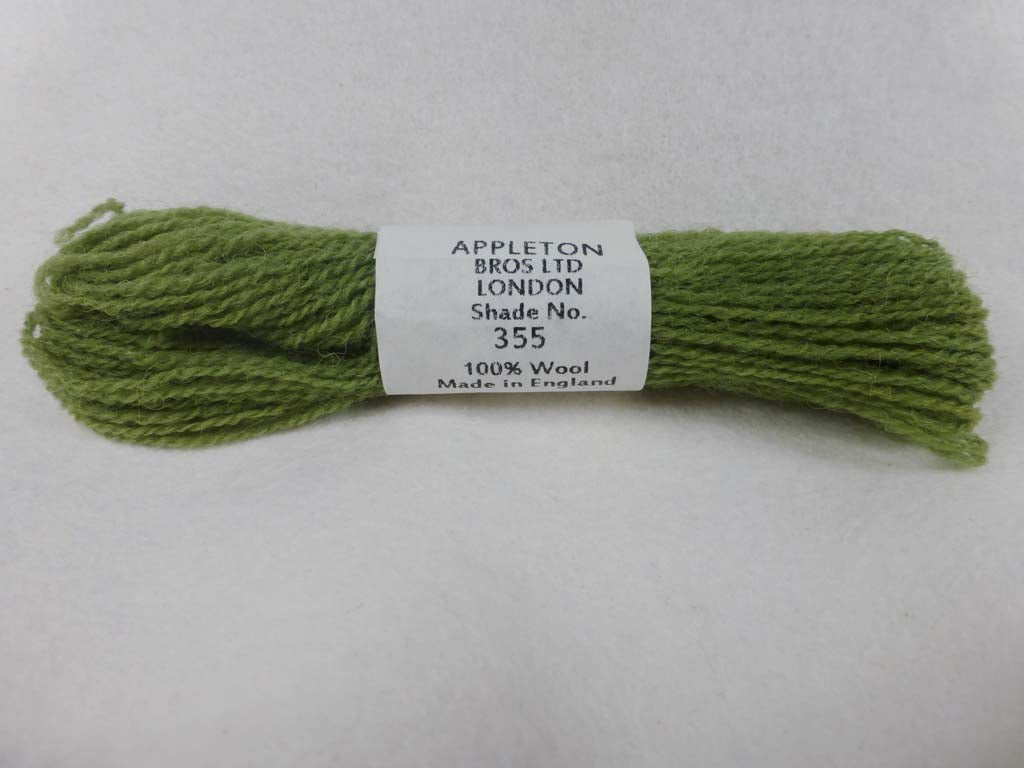 APPLETON
BROS LTD
LONDON
Shade No.
355
100% Wool
Made in England